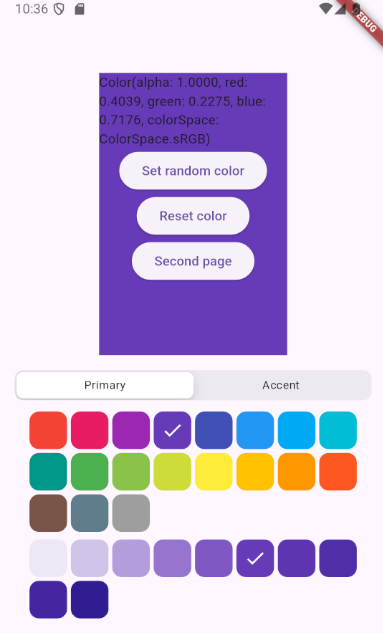 10:36
DEBUG
Color(alpha: 1.0000, red:
0.4039, green: 0.2275, blue:
0.7176, colorSpace:
ColorSpace.sRGB)
Set random color
Reset color
Second page
Primary
Accent